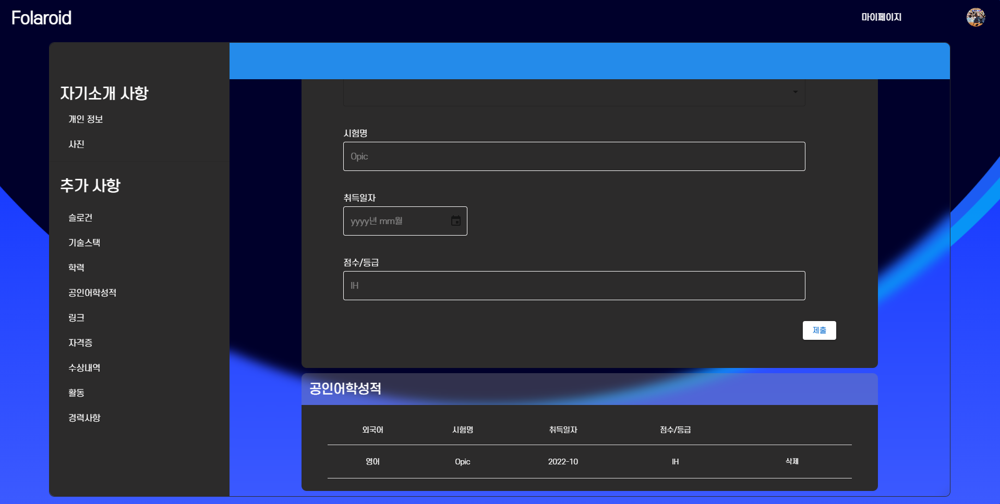 Folaroid
마이페이지
자기소개 사항
개인 정보
사진
추가 사항
슬로건
기술스택
학력
공인어학성적
링크
자격증
수상내역
활동
경력사항
시험명
Opic
취득일자
yyyy년 mm월
점수/등급
IH
제출
공인어학성적
외국어 시험명 취득일자 점수/등급
영어 Opic 2022-10 IH 삭제